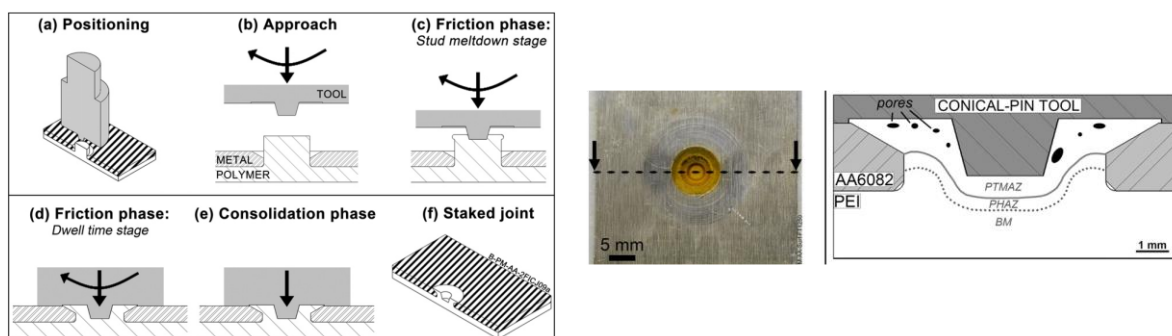 (a) Positioning
(b) Approach
TOOL
METAL
POLYMER
(c) Friction phase:
Stud meltdown stage
(d) Friction phase:
Dwell time stage
(e) Consolidation phase
(f) Staked joint
5 mm
pores
CONICAL-PIN TOOL
AA6082
PEI
PTMAZ
PHAZ
BM
1 mm